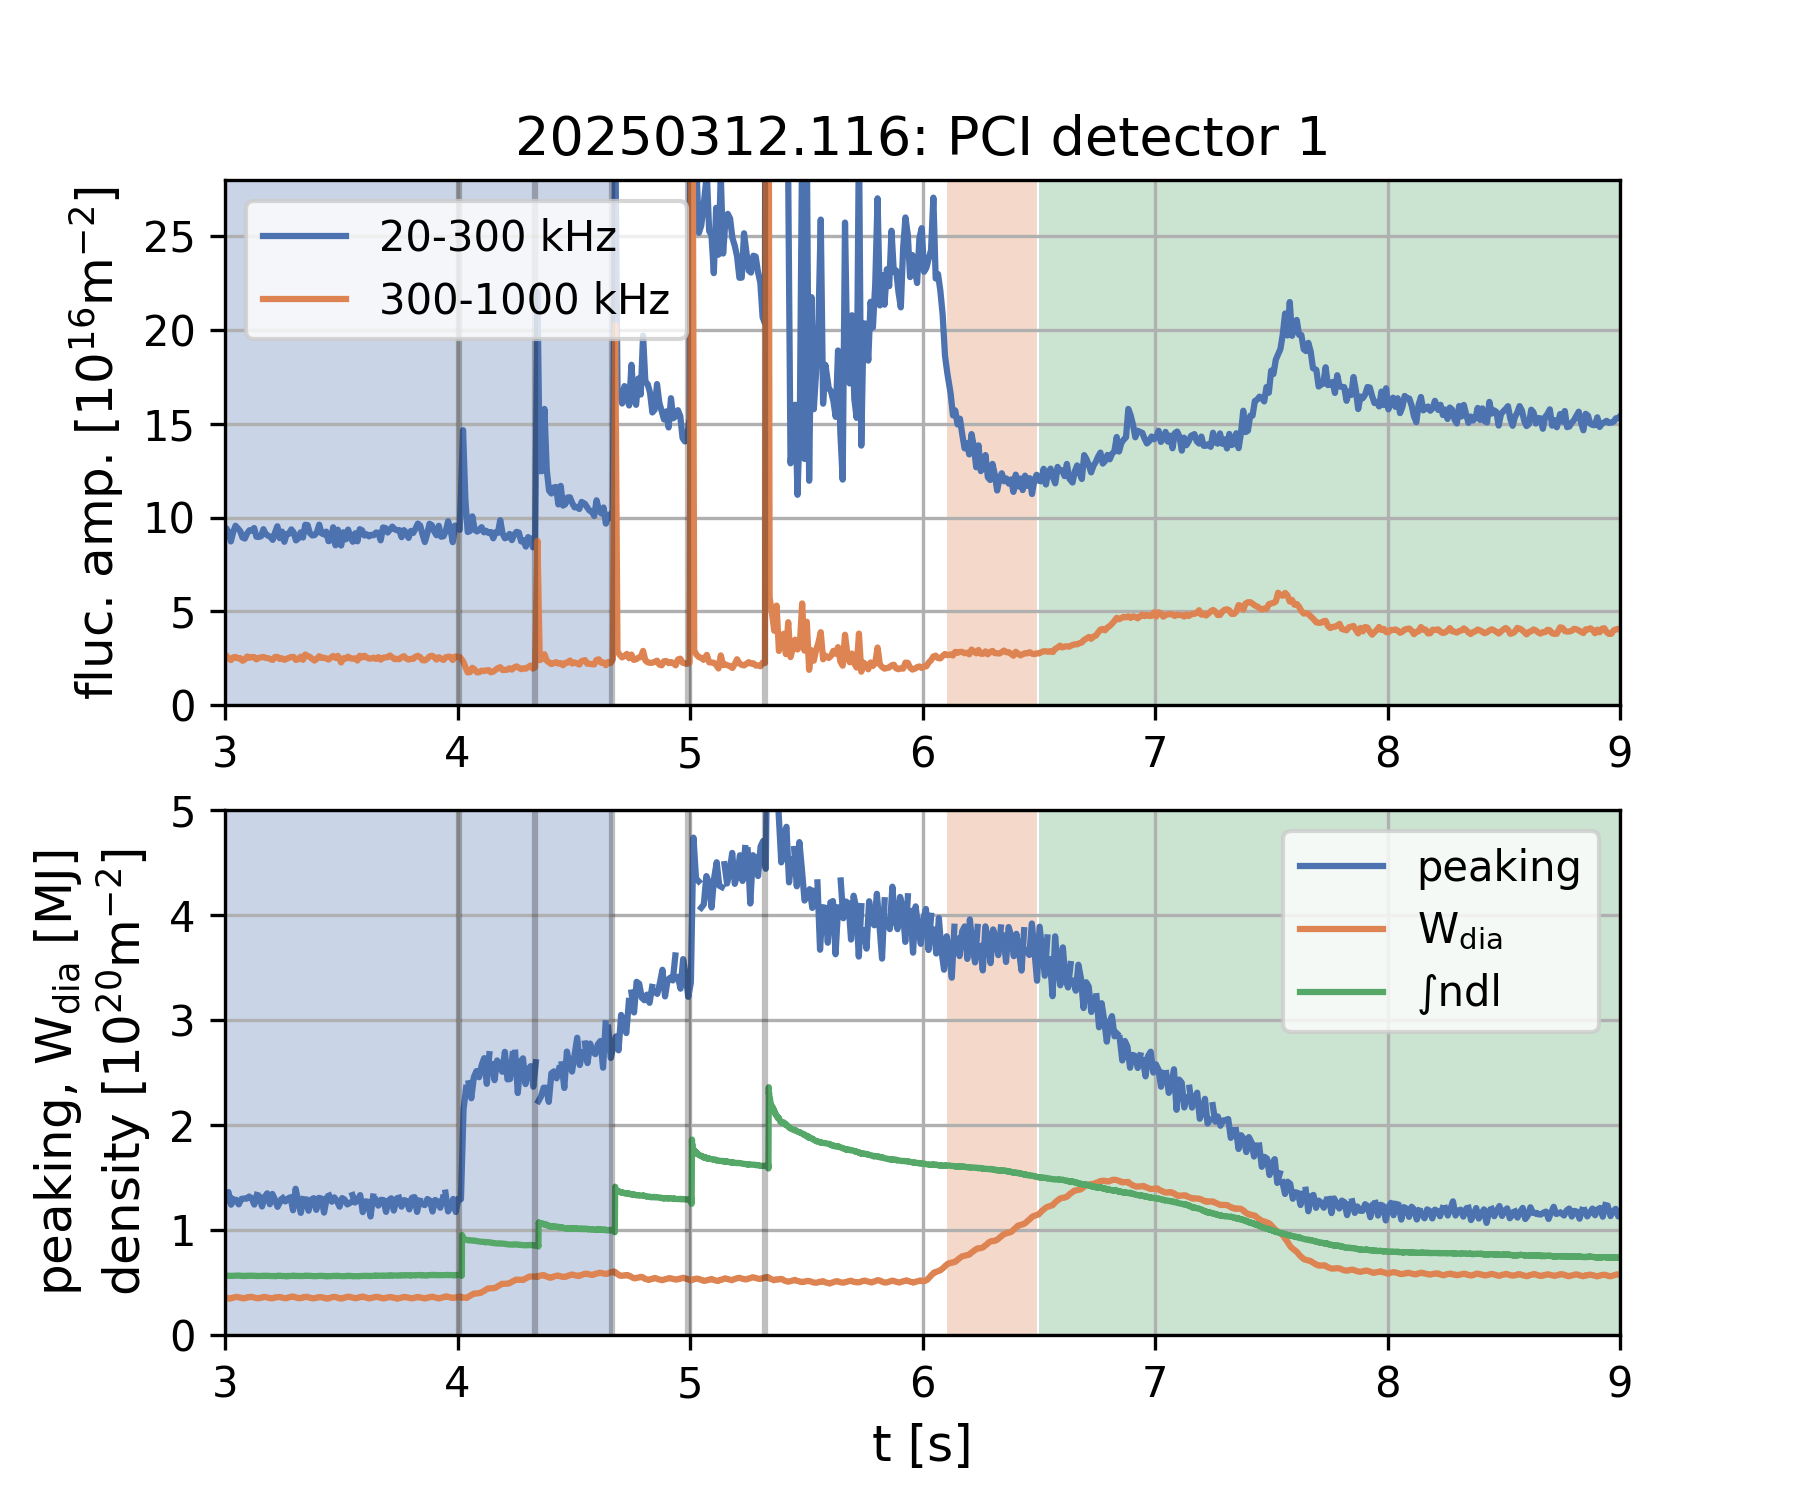 20250312.116: PCI detector 1
fluc. amp. [10¹⁶m⁻²]
25
20
15
10
5
0
20-300 kHz
300-1000 kHz
3 4 5 6 7 8 9
peaking, W_dia [MJ]
density [10²⁰m⁻²]
5
4
3
2
1
0
peaking
W_dia
∫ndl
3 4 5 6 7 8 9
t [s]